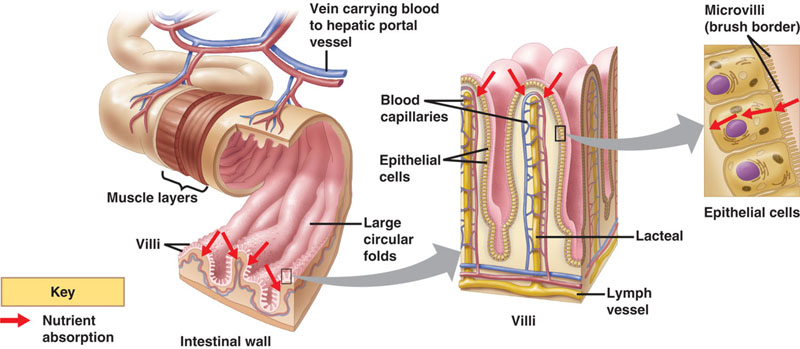 Vein carrying blood
to hepatic portal
vessel
Muscle layers
Villi
Large
circular
folds
Key
Nutrient
absorption
Intestinal wall
Blood
capillaries
Epithelial
cells
Lacteal
Lymph
vessel
Villi
Microvilli
(brush border)
Epithelial cells